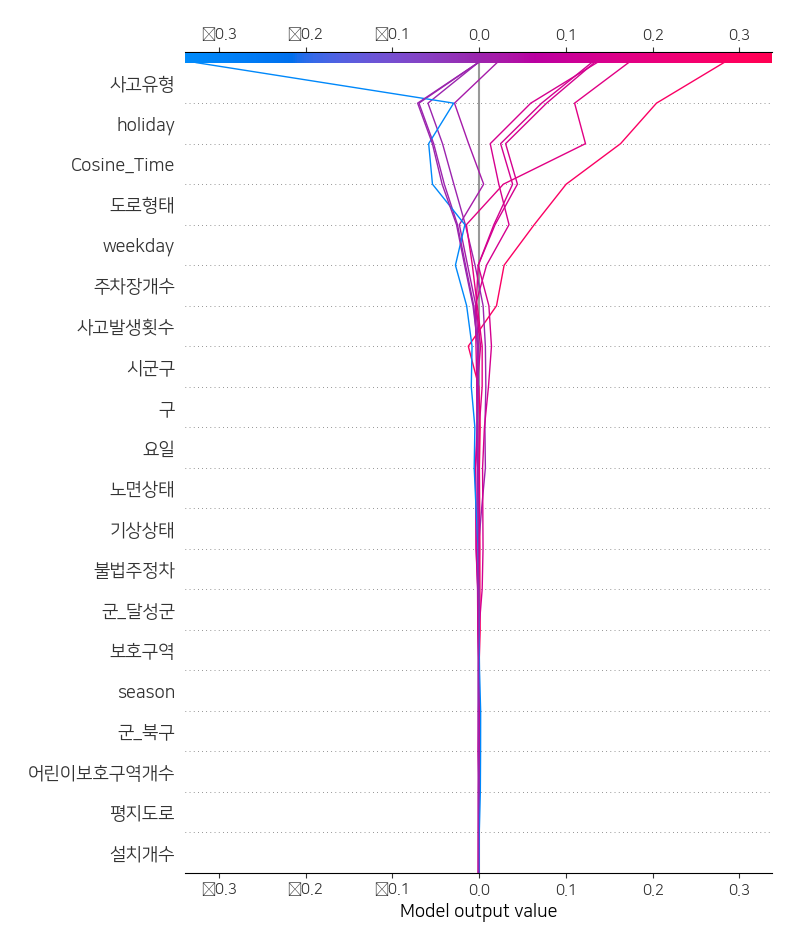 ▯0.3 ▯0.2 ▯0.1 0.0 0.1 0.2 0.3
사고유형
holiday
Cosine_Time
도로형태
weekday
주차장개수
사고발생횟수
시군구
구
요일
노면상태
기상상태
불법주정차
군_달성군
보호구역
season
군_북구
어린이보호구역개수
평지도로
설치개수
▯0.3 ▯0.2 ▯0.1 0.0 0.1 0.2 0.3
Model output value